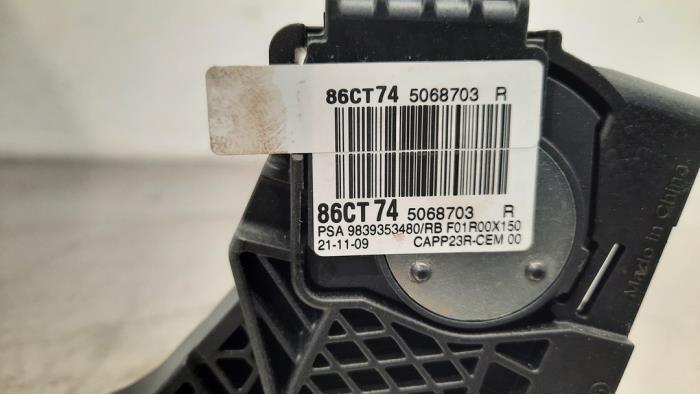 86CT74 5068703 R
86CT74 5068703 R
PSA 9839353480/RB F01R00X150
21-11-09 CAPP23R-CEM 00
Made in China